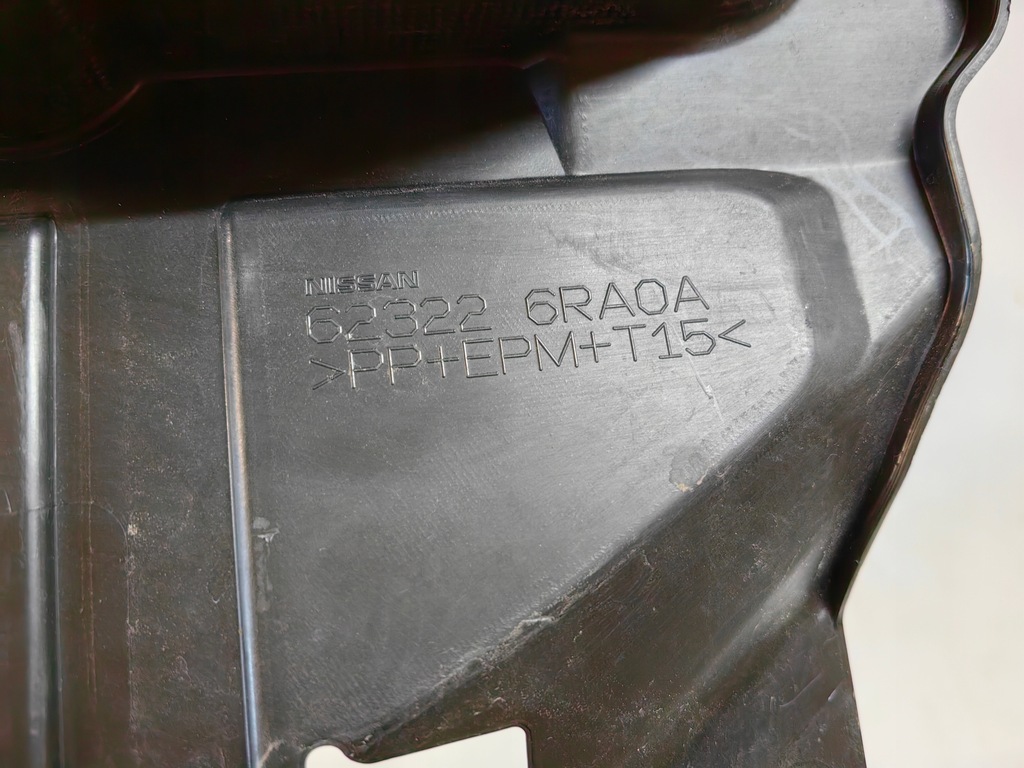 NISSAN
62322 6RA0A
>PP+EPM+T15<